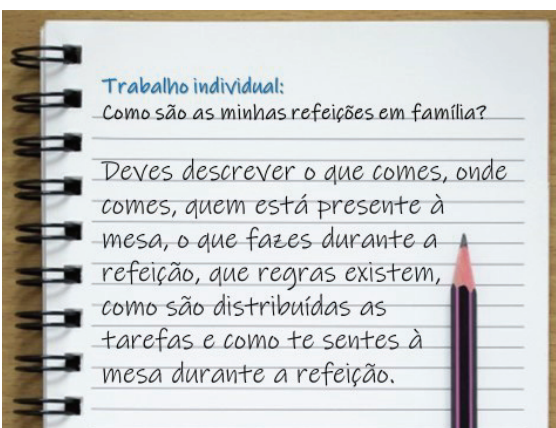 Trabalho individual:
Como são as minhas refeições em família?
Deves descrever o que comes, onde
comes, quem está presente à
mesa, o que fazes durante a
refeição, que regras existem,
como são distribuídas as
tarefas e como te sentes à
mesa durante a refeição.